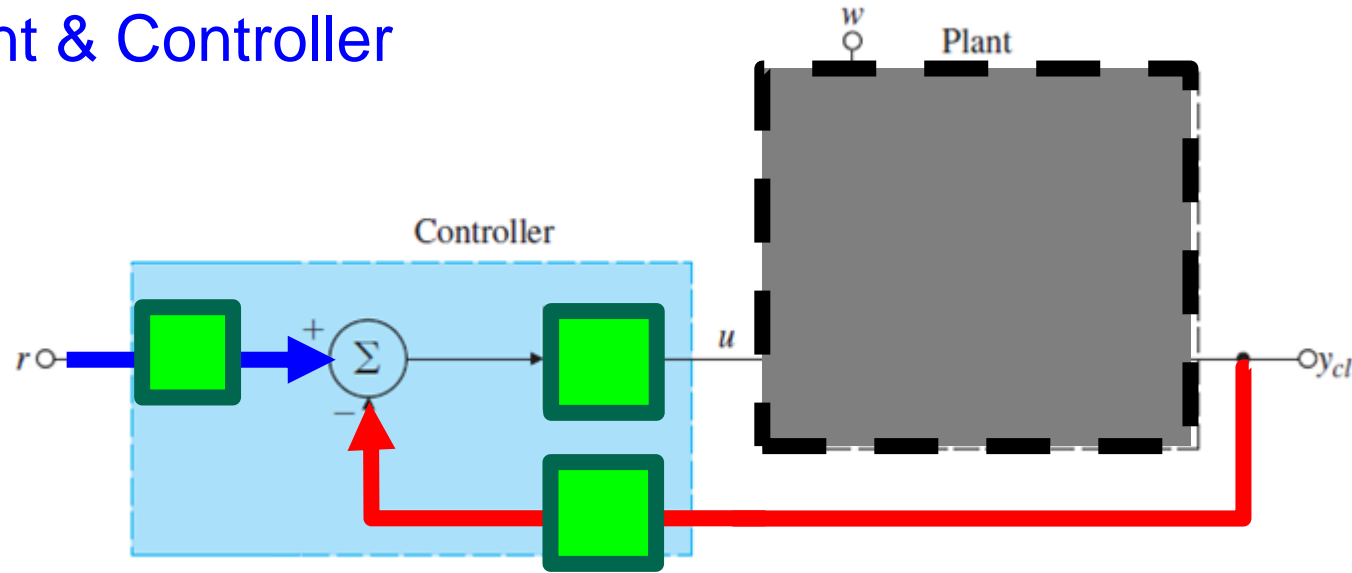 nt & Controller
w
Plant
Controller
+
r
Σ
u
y_cl
−